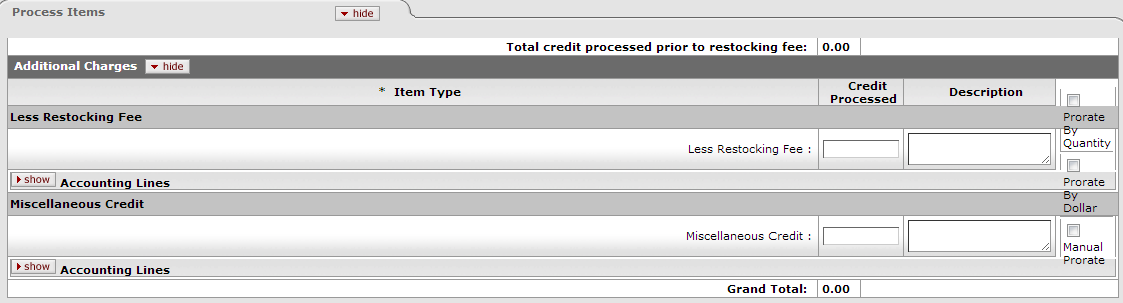 Process Items hide
Total credit processed prior to restocking fee: 0.00
Additional Charges hide
* Item Type
Credit
Processed
Description
Prorate
By
Quantity
Less Restocking Fee
Less Restocking Fee :
show Accounting Lines
Prorate
By
Dollar
Miscellaneous Credit
Miscellaneous Credit :
Manual
Prorate
show Accounting Lines
Grand Total: 0.00